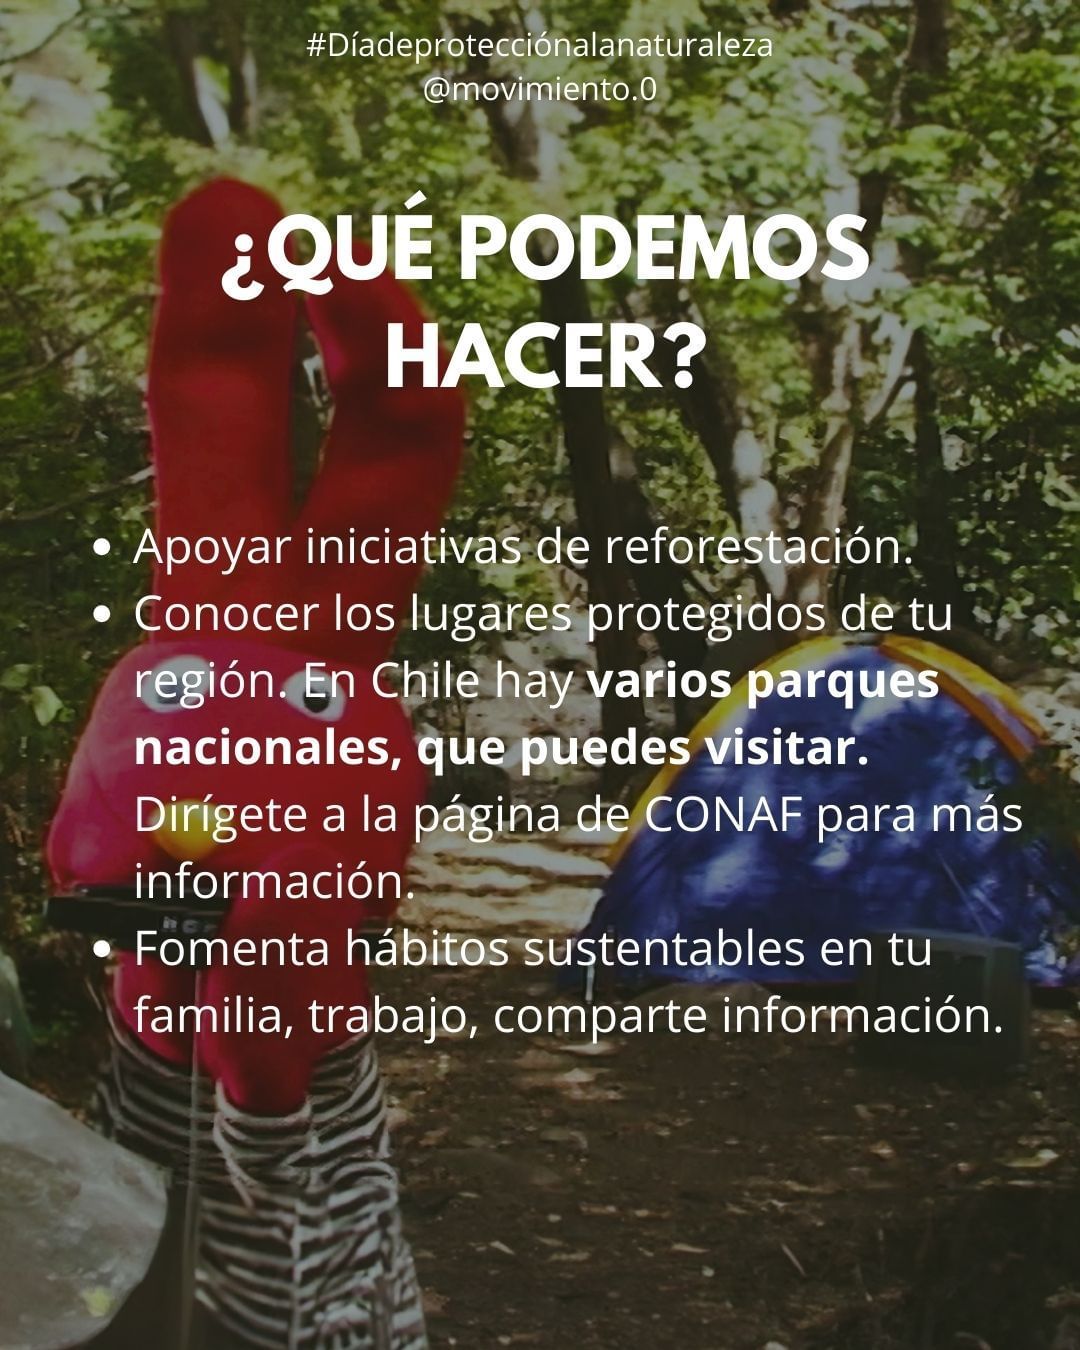 #Díadeprotecciónalanaturaleza
@movimiento.0
¿QUÉ PODEMOS
HACER?
• Apoyar iniciativas de reforestación.
• Conocer los lugares protegidos de tu
región. En Chile hay varios parques
nacionales, que puedes visitar.
Dirígete a la página de CONAF para más
información.
• Fomenta hábitos sustentables en tu
familia, trabajo, comparte información.